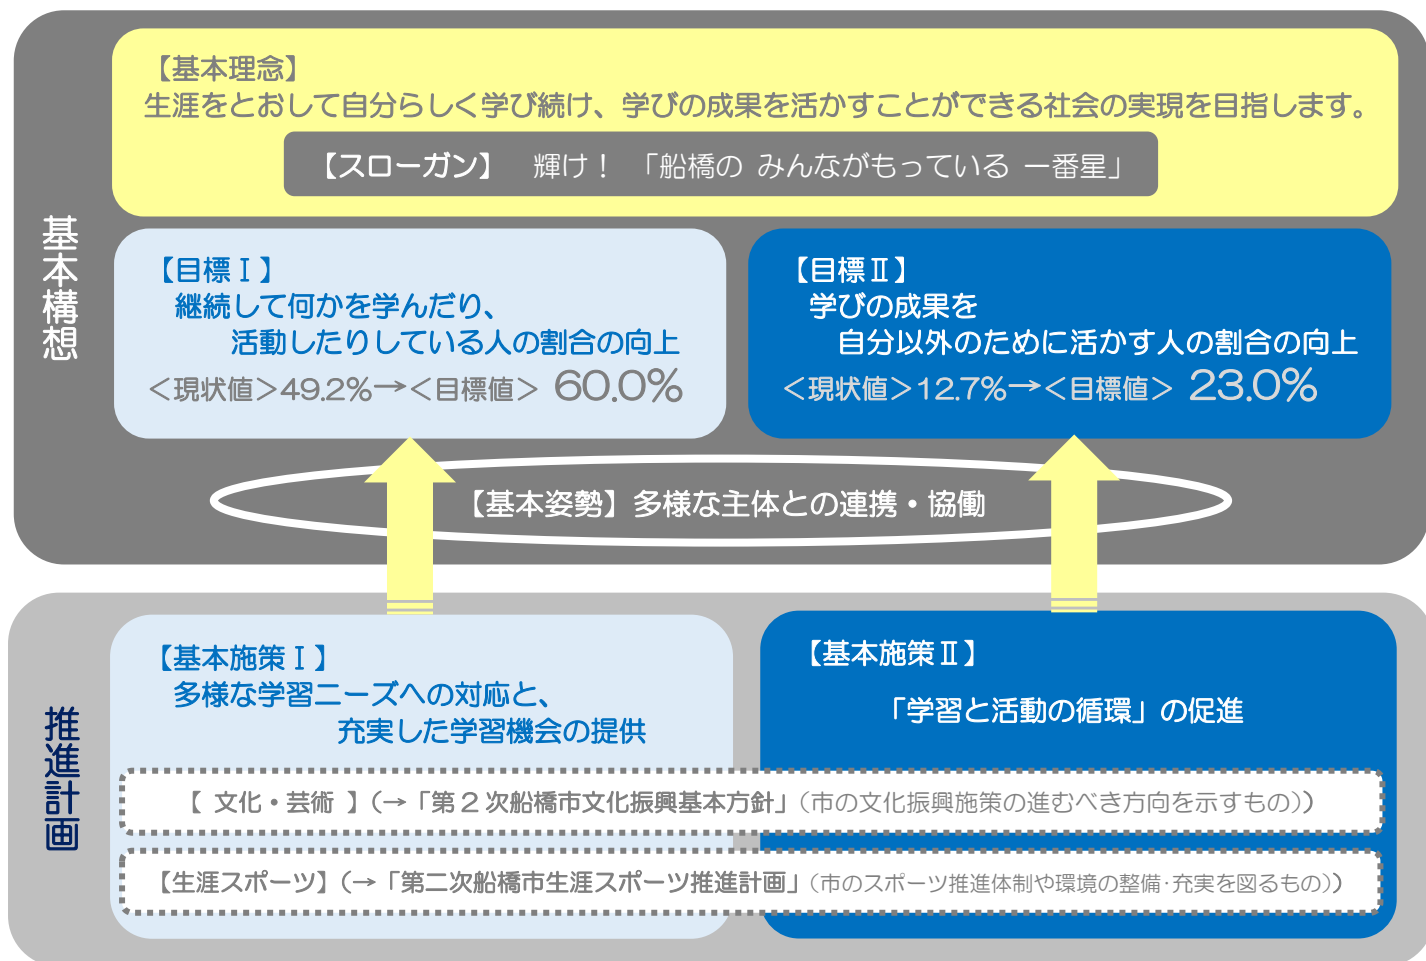 基本構想
【基本理念】
生涯をとおして自分らしく学び続け、学びの成果を活かすことができる社会の実現を目指します。
【スローガン】　輝け！ 「船橋の みんながもっている 一番星」
【目標Ⅰ】
継続して何かを学んだり、
活動したりしている人の割合の向上
＜現状値＞49.2%→＜目標値＞ 60.0%
【目標Ⅱ】
学びの成果を
自分以外のために活かす人の割合の向上
＜現状値＞12.7%→＜目標値＞ 23.0%
【基本姿勢】多様な主体との連携・協働
推進計画
【基本施策Ⅰ】
多様な学習ニーズへの対応と、
充実した学習機会の提供
【基本施策Ⅱ】
「学習と活動の循環」の促進
【 文化・芸術 】（→「第２次船橋市文化振興基本方針」（市の文化振興施策の進むべき方向を示すもの））
【生涯スポーツ】（→「第二次船橋市生涯スポーツ推進計画」（市のスポーツ推進体制や環境の整備･充実を図るもの））